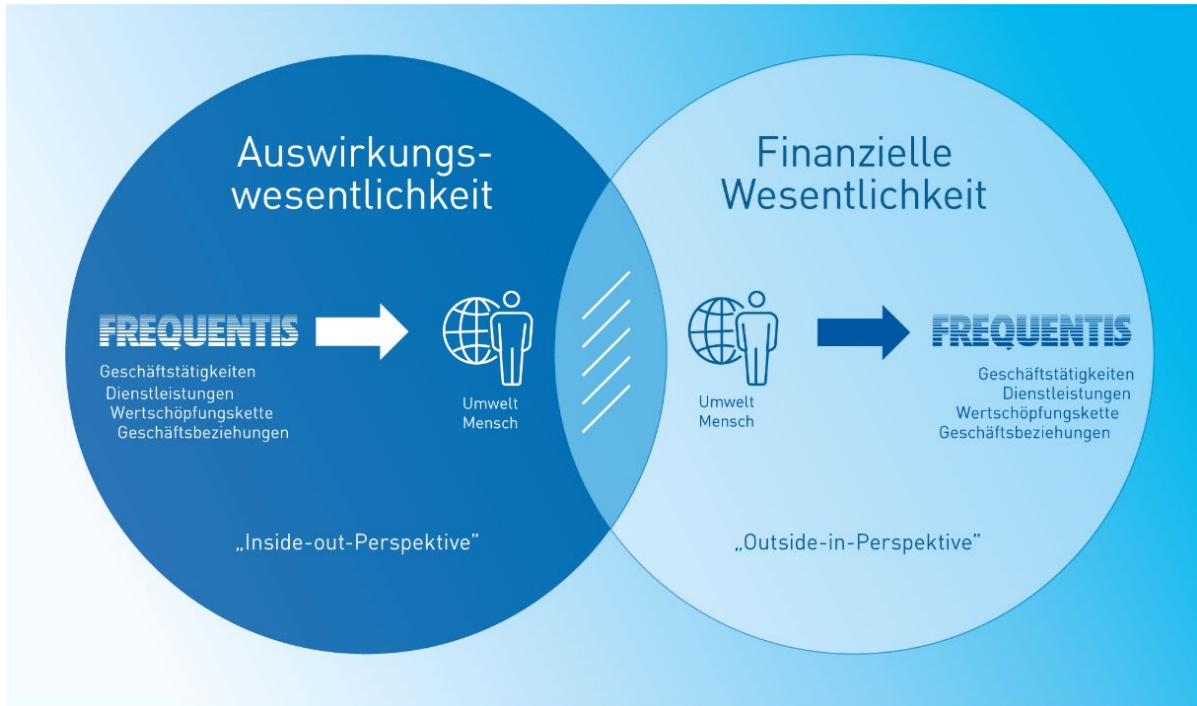 Auswirkungs-
wesentlichkeit
FREQUENTIS
Geschäftstätigkeiten
Dienstleistungen
Wertschöpfungskette
Geschäftsbeziehungen
Umwelt
Mensch
„Inside-out-Perspektive”
Finanzielle
Wesentlichkeit
Umwelt
Mensch
FREQUENTIS
Geschäftstätigkeiten
Dienstleistungen
Wertschöpfungskette
Geschäftsbeziehungen
„Outside-in-Perspektive”